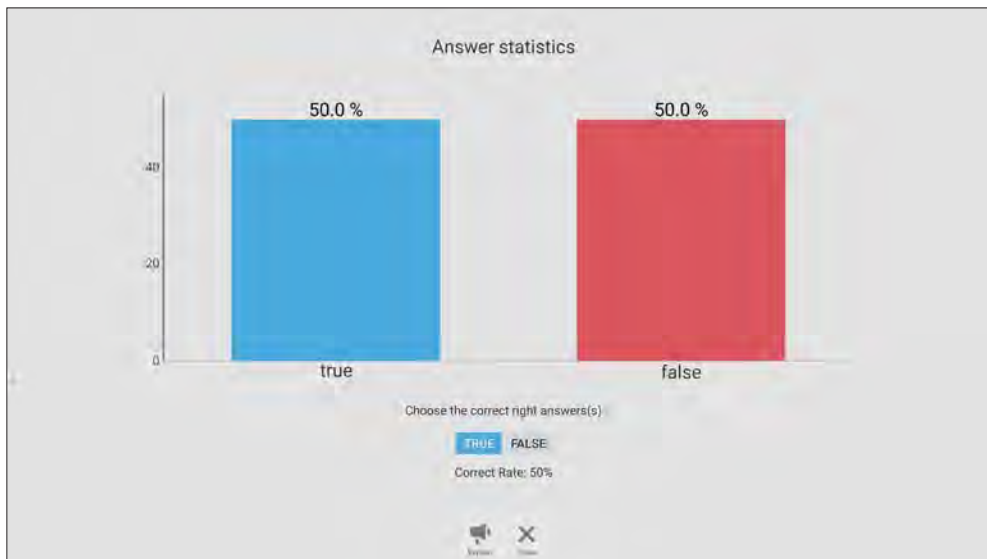 Answer statistics
50.0 % 50.0 %
40
20
0
true false
Choose the correct right answers(s)
TRUE FALSE
Correct Rate: 50%